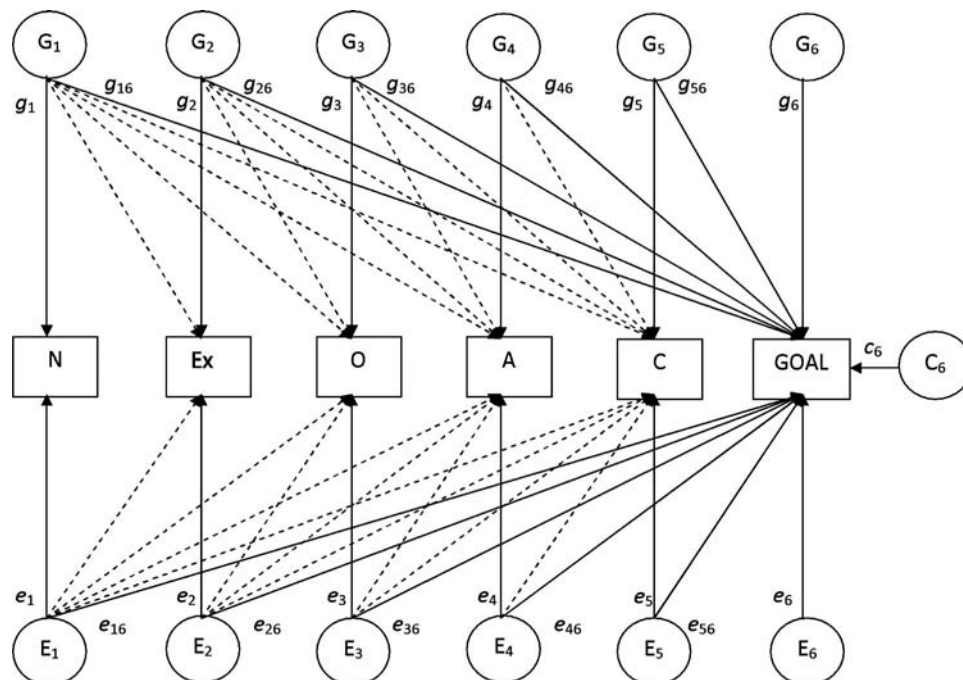 G₁ G₂ G₃ G₄ G₅ G₆
g₁ g₁₆ g₂ g₂₆ g₃ g₃₆ g₄ g₄₆ g₅ g₅₆ g₆
N Ex O A C GOAL c₆ C₆
e₁ e₂ e₃ e₄ e₅ e₆
e₁₆ e₂₆ e₃₆ e₄₆ e₅₆
E₁ E₂ E₃ E₄ E₅ E₆